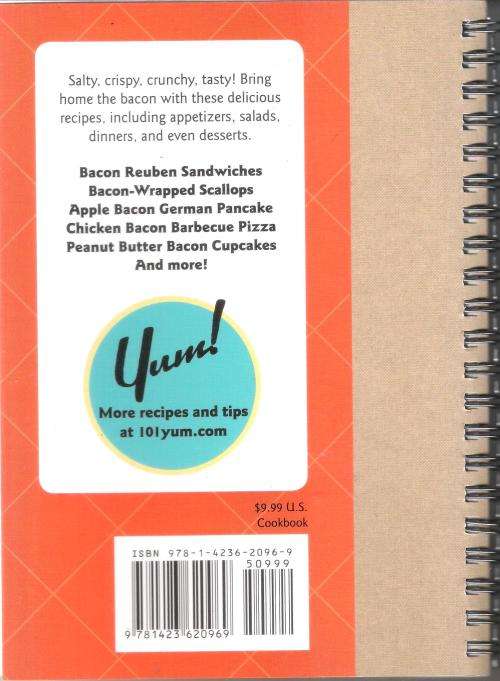 Salty, crispy, crunchy, tasty! Bring
home the bacon with these delicious
recipes, including appetizers, salads,
dinners, and even desserts.
Bacon Reuben Sandwiches
Bacon-Wrapped Scallops
Apple Bacon German Pancake
Chicken Bacon Barbecue Pizza
Peanut Butter Bacon Cupcakes
And more!
Yum!
More recipes and tips
at 101yum.com
$9.99 U.S.
Cookbook
ISBN 978-1-4236-2096-9
50999
9 781423 620969